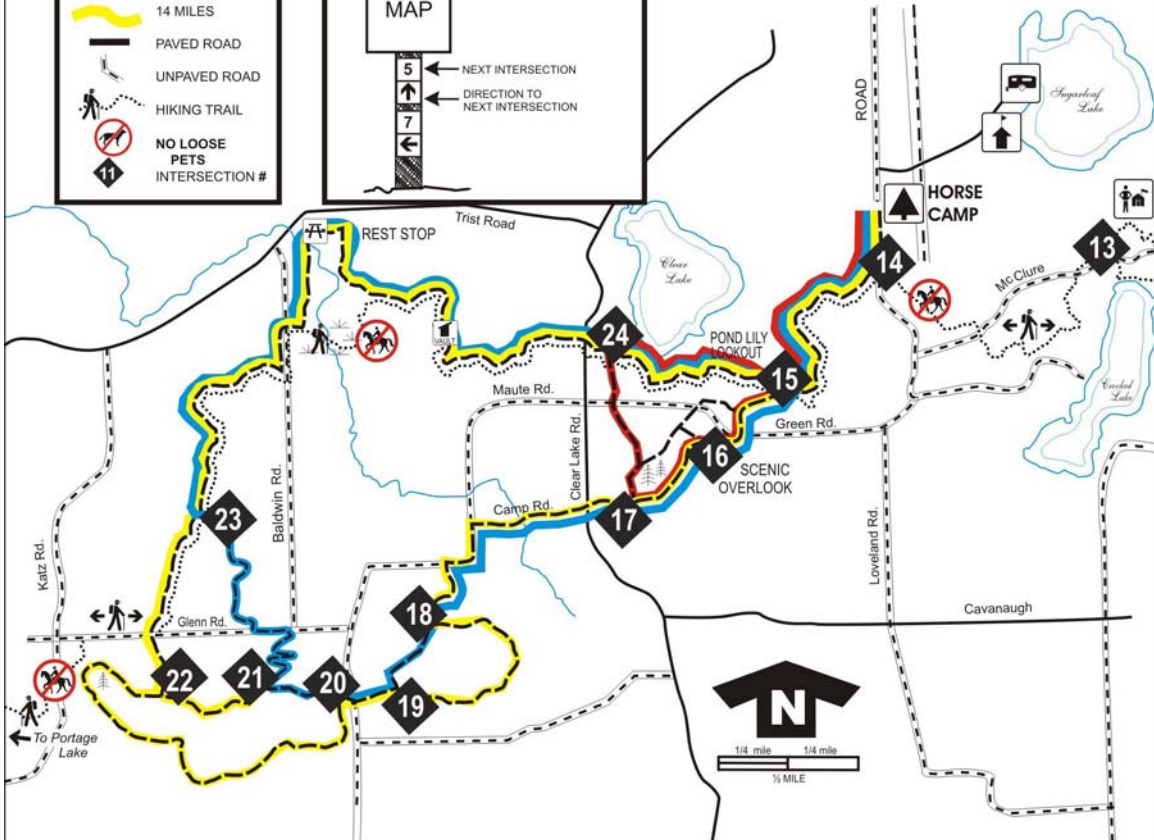 14 MILES
PAVED ROAD
UNPAVED ROAD
HIKING TRAIL
NO LOOSE
PETS
11
INTERSECTION #
MAP
5
NEXT INTERSECTION
DIRECTION TO
NEXT INTERSECTION
7
ROAD
Sugarloaf
Lake
HORSE
CAMP
Trist Road
REST STOP
13
14
McClure
Clear
Lake
24
POND LILY
LOOKOUT
VAULT
15
Crooked
Lake
Maute Rd.
Green Rd.
Clear Lake Rd.
16
SCENIC
OVERLOOK
Baldwin Rd.
Camp Rd.
17
23
Katz Rd.
Loveland Rd.
18
Cavanaugh
Glenn Rd.
22
21
20
19
To Portage
Lake
N
1/4 mile
1/4 mile
½ MILE